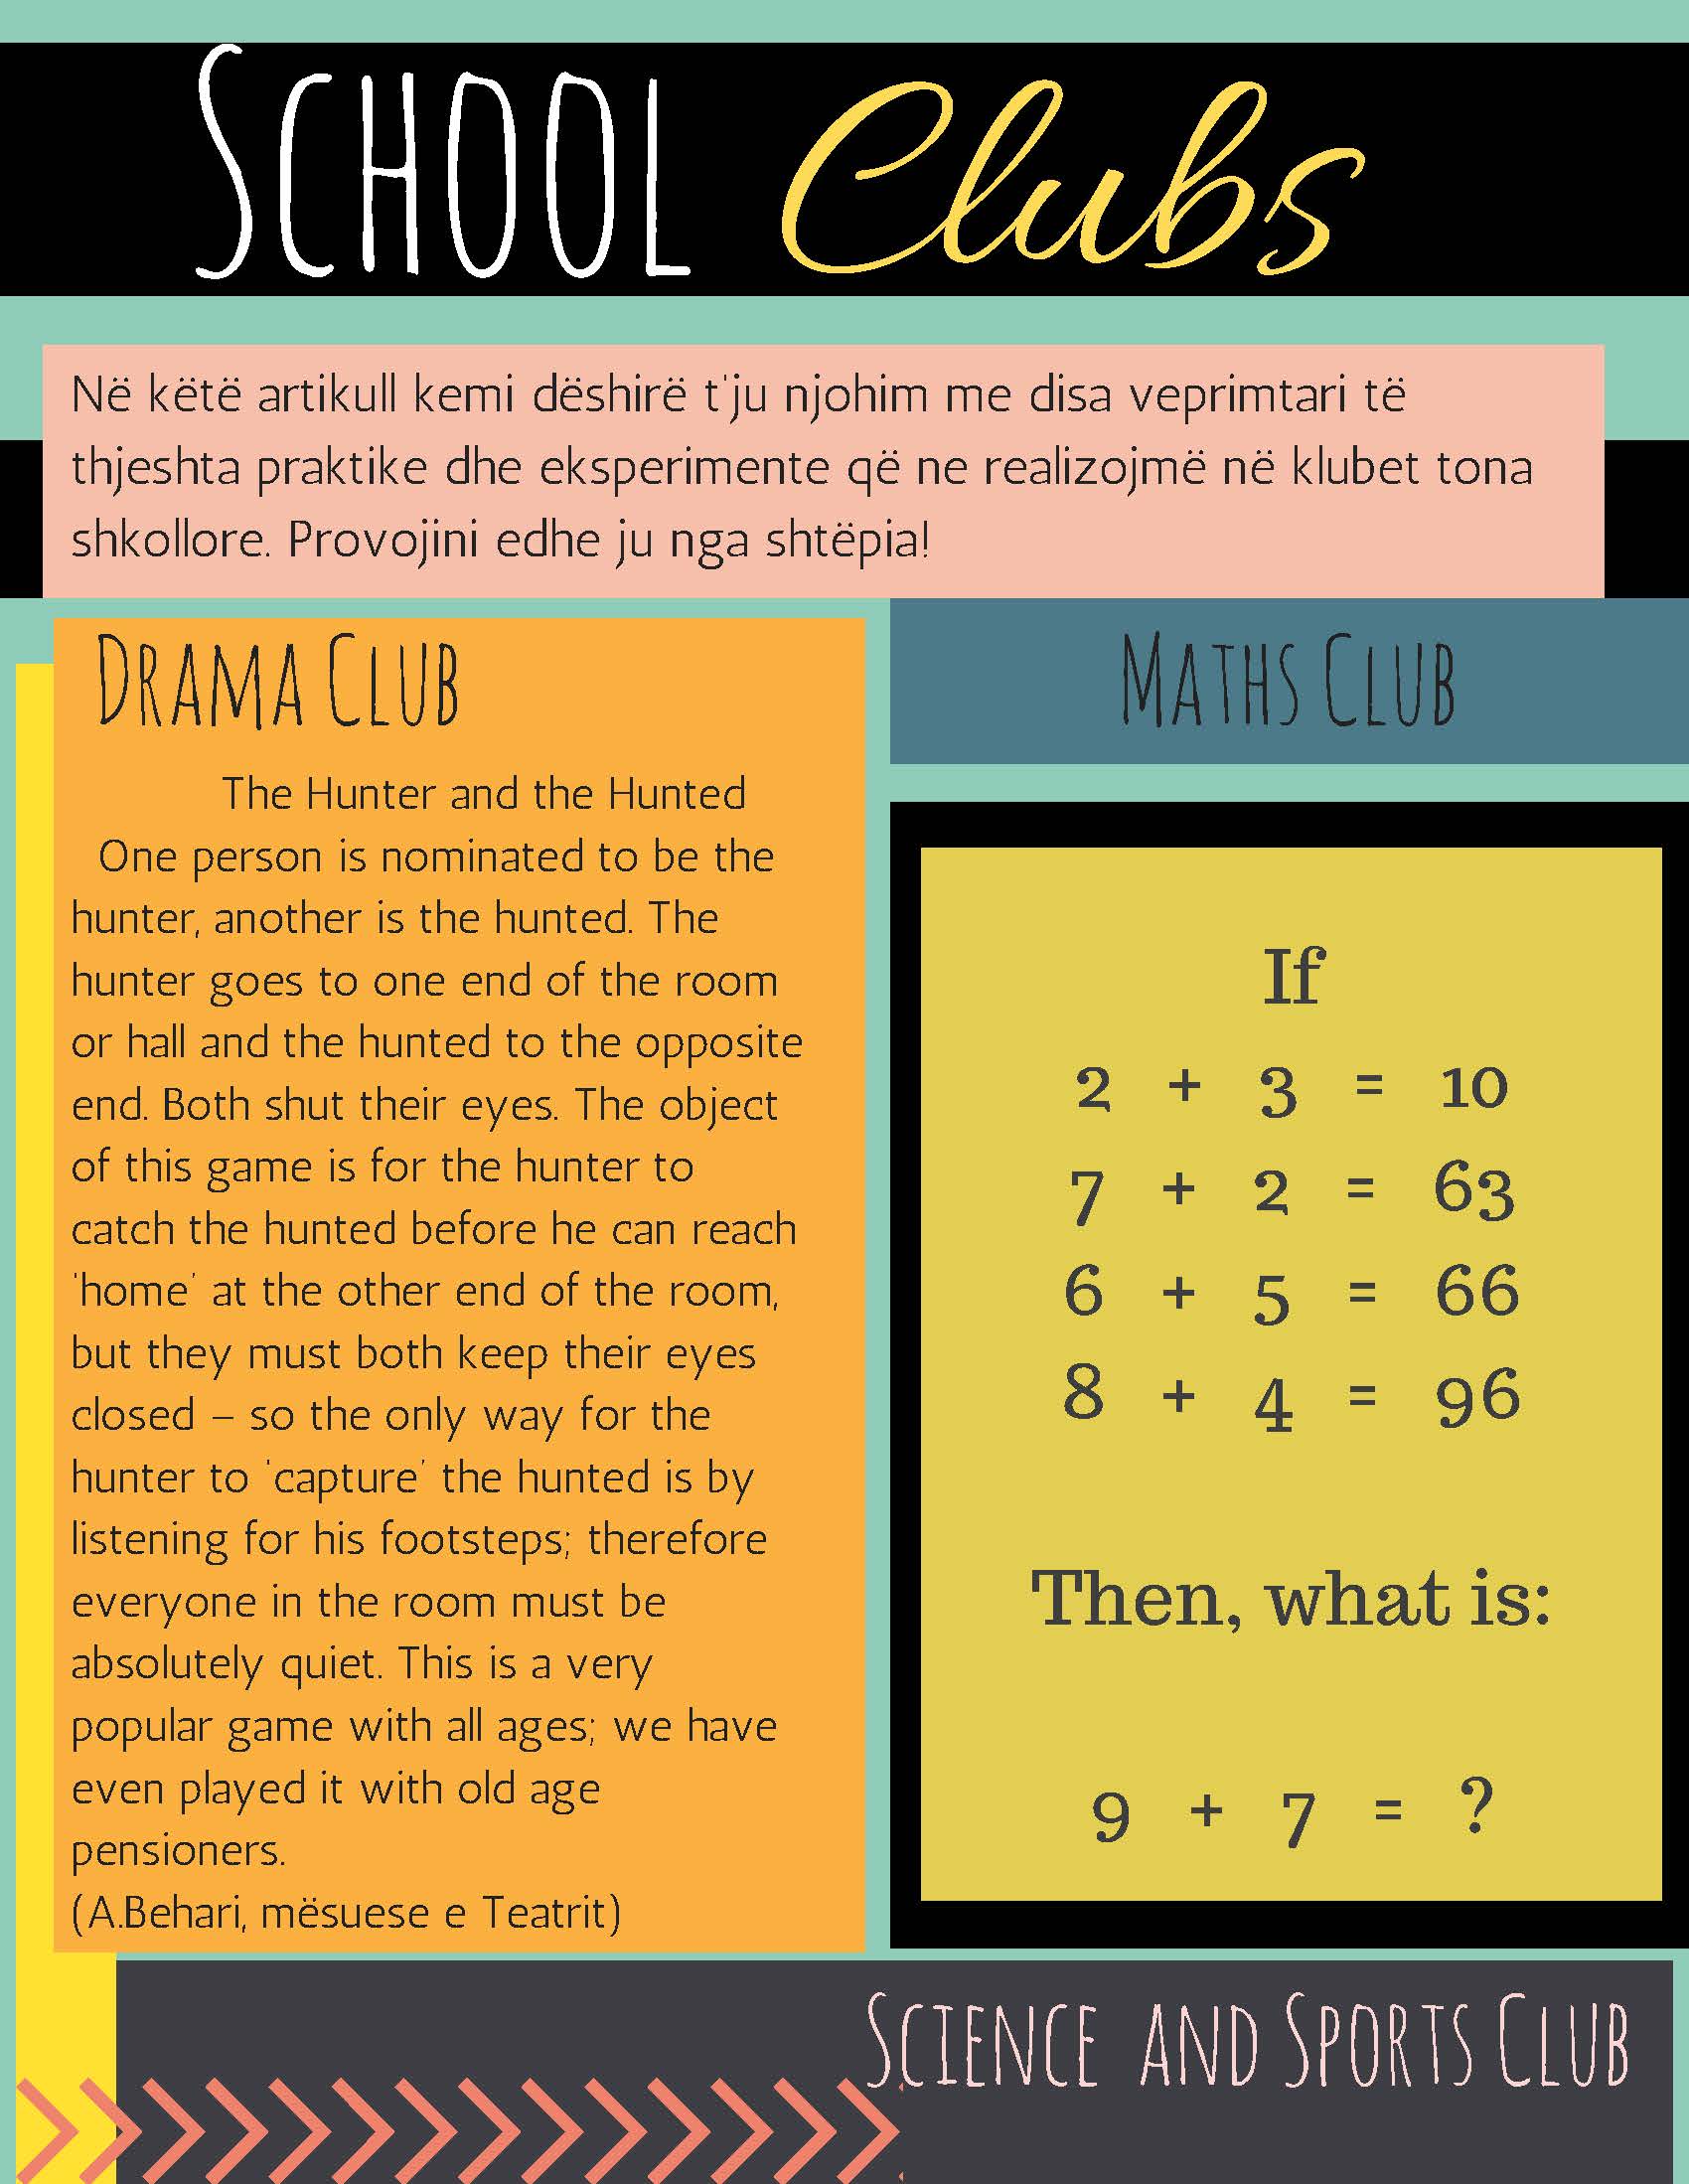 SCHOOL Clubs
Në këtë artikull kemi dëshirë t'ju njohim me disa veprimtari të
thjeshta praktike dhe eksperimente që ne realizojmë në klubet tona
shkollore. Provojini edhe ju nga shtëpia!
DRAMA CLUB
The Hunter and the Hunted
One person is nominated to be the
hunter, another is the hunted. The
hunter goes to one end of the room
or hall and the hunted to the opposite
end. Both shut their eyes. The object
of this game is for the hunter to
catch the hunted before he can reach
'home' at the other end of the room,
but they must both keep their eyes
closed – so the only way for the
hunter to 'capture' the hunted is by
listening for his footsteps; therefore
everyone in the room must be
absolutely quiet. This is a very
popular game with all ages; we have
even played it with old age
pensioners.
(A.Behari, mësuese e Teatrit)
MATHS CLUB
If
2 + 3 = 10
7 + 2 = 63
6 + 5 = 66
8 + 4 = 96
Then, what is:
9 + 7 = ?
SCIENCE AND SPORTS CLUB